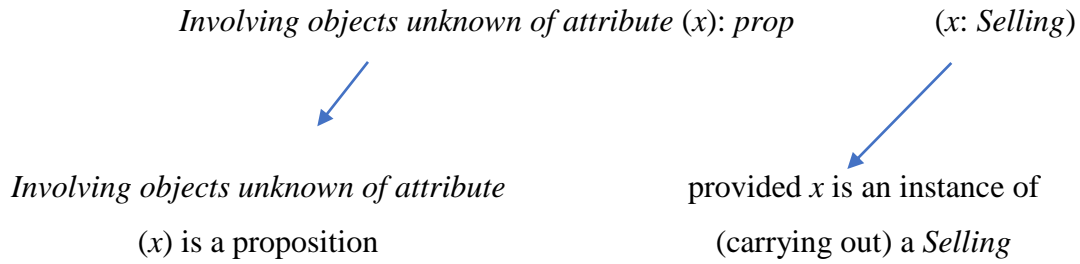 Involving objects unknown of attribute (x): prop (x: Selling)
Involving objects unknown of attribute
(x) is a proposition
provided x is an instance of
(carrying out) a Selling